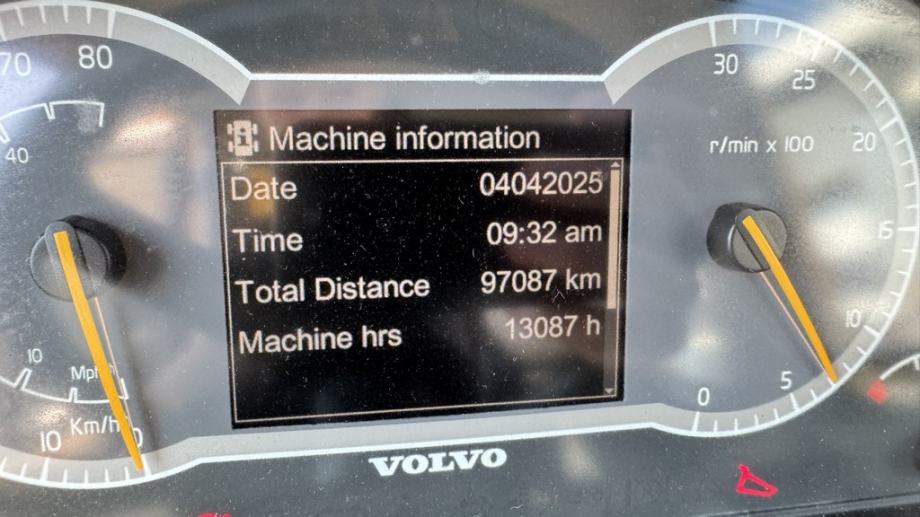 70 80
40
10
Mph
Km/h
10 0
Machine information
Date 04042025
Time 09:32 am
Total Distance 97087 km
Machine hrs 13087 h
30
25
r/min x 100 20
15
10
5
0
VOLVO